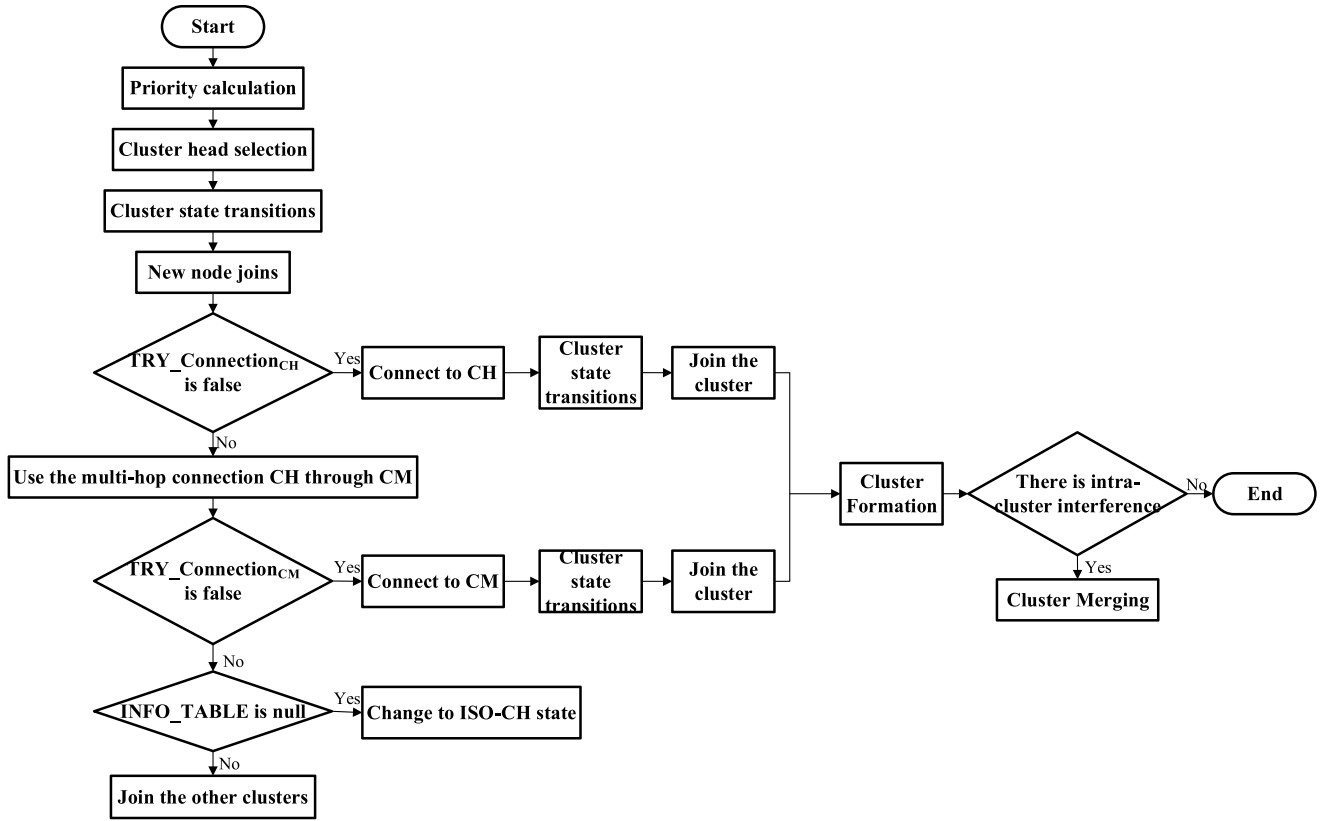 Start
Priority calculation
Cluster head selection
Cluster state transitions
New node joins
TRY_ConnectionCH
is false
Yes
Connect to CH
Cluster
state
transitions
Join the
cluster
No
Use the multi-hop connection CH through CM
TRY_ConnectionCM
is false
Yes
Connect to CM
Cluster
state
transitions
Join the
cluster
Cluster
Formation
There is intra-
cluster interference
No
End
Yes
Cluster Merging
No
INFO_TABLE is null
Yes
Change to ISO-CH state
No
Join the other clusters